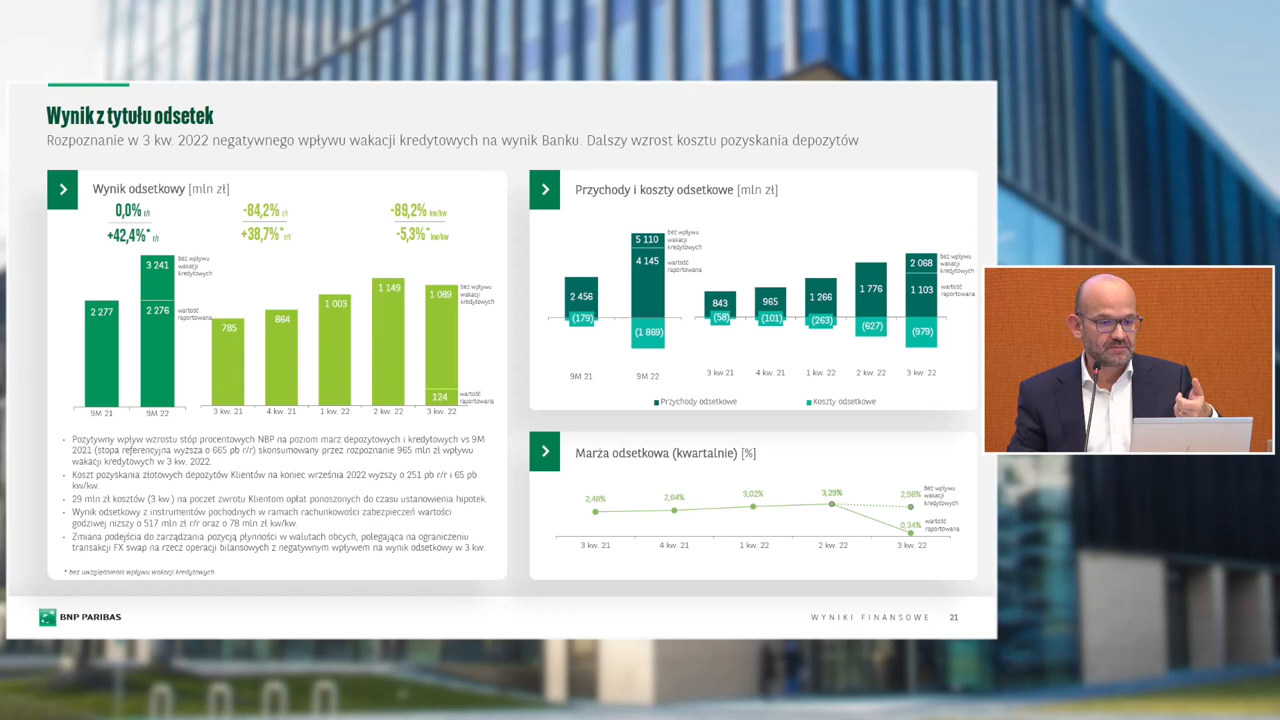 Wynik z tytułu odsetek
Rozpoznanie w 3 kw. 2022 negatywnego wpływu wakacji kredytowych na wynik Banku. Dalszy wzrost kosztu pozyskania depozytów
Wynik odsetkowy [mln zł]
0,0% r/r
+42,4%* r/r
-84,2% r/r
+38,7%* r/r
-89,2% kw/kw
-5,3%* kw/kw
3 241
bez wpływu
wakacji
kredytowych
2 277
2 276
wartość
raportowana
785
864
1 003
1 149
1 089
bez wpływu
wakacji
kredytowych
124
wartość
raportowana
9M 21
9M 22
3 kw. 21
4 kw. 21
1 kw. 22
2 kw. 22
3 kw. 22
• Pozytywny wpływ wzrostu stóp procentowych NBP na poziom marż depozytowych i kredytowych vs 9M
2021 (stopa referencyjna wyższa o 665 pb r/r) skonsumowany przez rozpoznanie 965 mln zł wpływu
wakacji kredytowych w 3 kw. 2022.
• Koszt pozyskania złotowych depozytów Klientów na koniec września 2022 wyższy o 251 pb r/r i 65 pb
kw/kw.
• 29 mln zł kosztów (3 kw.) na poczet zwrotu Klientom opłat ponoszonych do czasu ustanowienia hipotek.
• Wynik odsetkowy z instrumentów pochodnych w ramach rachunkowości zabezpieczeń wartości
godziwej niższy o 517 mln zł r/r oraz o 78 mln zł kw/kw.
• Zmiana podejścia do zarządzania pozycją płynności w walutach obcych, polegająca na ograniczeniu
transakcji FX swap na rzecz operacji bilansowych z negatywnym wpływem na wynik odsetkowy w 3 kw.
* bez uwzględnienia wpływu wakacji kredytowych
Przychody i koszty odsetkowe [mln zł]
2 456
(179)
5 110
bez wpływu
wakacji
kredytowych
4 145
wartość
raportowana
(1 869)
843
(58)
965
(101)
1 266
(263)
1 776
(627)
2 068
bez wpływu
wakacji
kredytowych
1 103
wartość
raportowana
(979)
9M 21
9M 22
3 kw. 21
4 kw. 21
1 kw. 22
2 kw. 22
3 kw. 22
Przychody odsetkowe
Koszty odsetkowe
Marża odsetkowa (kwartalnie) [%]
2,48%
2,64%
3,02%
3,29%
2,98%
bez wpływu
wakacji
kredytowych
0,34%
wartość
raportowana
3 kw. 21
4 kw. 21
1 kw. 22
2 kw. 22
3 kw. 22
BNP PARIBAS
WYNIKI FINANSOWE 21